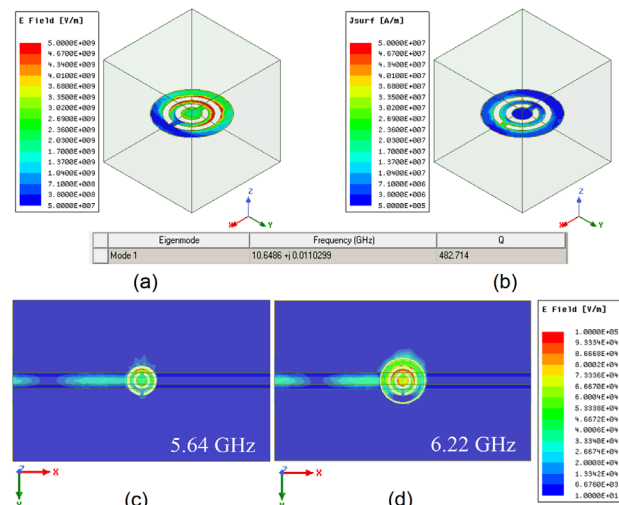 E Field [V/m]
5.0000E+009
4.6700E+009
4.3400E+009
4.0100E+009
3.6800E+009
3.3500E+009
3.0200E+009
2.6900E+009
2.3600E+009
2.0300E+009
1.7000E+009
1.3700E+009
1.0400E+009
7.1000E+008
3.8000E+008
5.0000E+007
Z
X
Y
(a)
Jsurf [A/m]
5.0000E+007
4.6700E+007
4.3400E+007
4.0100E+007
3.6800E+007
3.3500E+007
3.0200E+007
2.6900E+007
2.3600E+007
2.0300E+007
1.7000E+007
1.3700E+007
1.0400E+007
7.1000E+006
3.8000E+006
5.0000E+005
Z
X
Y
(b)
Eigenmode Frequency (GHz) Q
Mode 1 10.6486 +j 0.0110299 482.714
5.64 GHz
Z
X
(c)
6.22 GHz
Z
X
(d)
E Field [V/m]
1.0000E+05
9.3334E+04
8.6668E+04
8.0002E+04
7.3336E+04
6.6670E+04
6.0004E+04
5.3338E+04
4.6672E+04
4.0006E+04
3.3340E+04
2.6674E+04
2.0008E+04
1.3342E+04
6.6760E+03
1.0000E+01